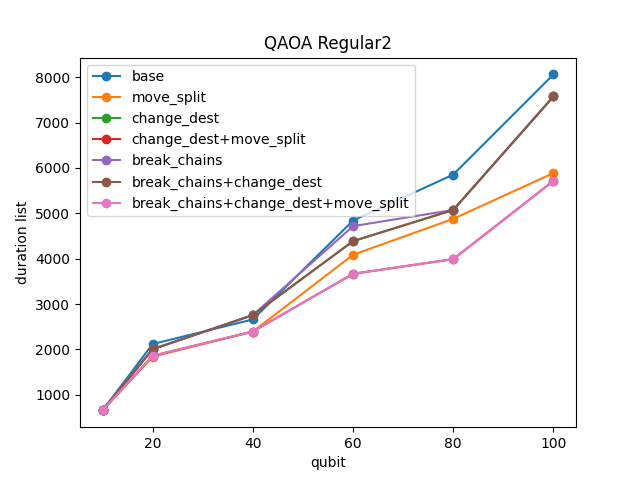 QAOA Regular2
base
move_split
change_dest
change_dest+move_split
break_chains
break_chains+change_dest
break_chains+change_dest+move_split
8000
7000
6000
5000
4000
3000
2000
1000
duration list
20 40 60 80 100
qubit